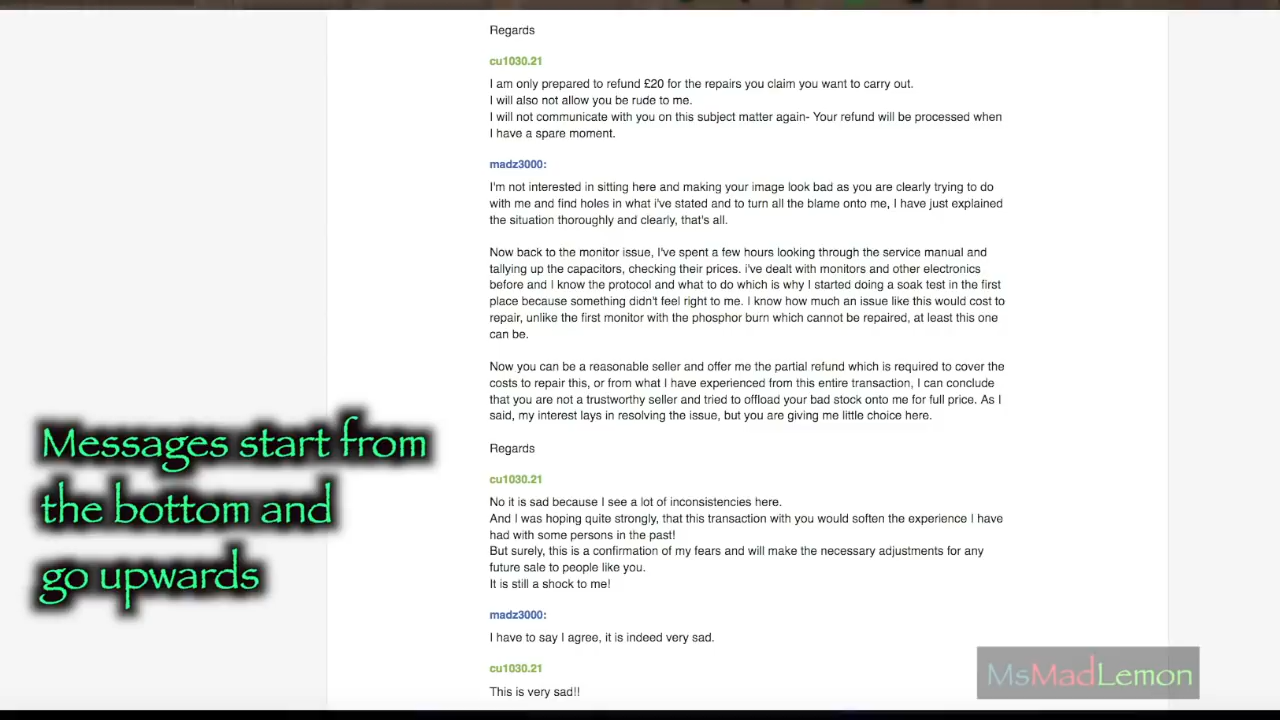 Regards
cu1030.21
I am only prepared to refund £20 for the repairs you claim you want to carry out.
I will also not allow you be rude to me.
I will not communicate with you on this subject matter again- Your refund will be processed when
I have a spare moment.
madz3000:
I'm not interested in sitting here and making your image look bad as you are clearly trying to do
with me and find holes in what i've stated and to turn all the blame onto me, I have just explained
the situation thoroughly and clearly, that's all.
Now back to the monitor issue, I've spent a few hours looking through the service manual and
tallying up the capacitors, checking their prices. i've dealt with monitors and other electronics
before and I know the protocol and what to do which is why I started doing a soak test in the first
place because something didn't feel right to me. I know how much an issue like this would cost to
repair, unlike the first monitor with the phosphor burn which cannot be repaired, at least this one
can be.
Now you can be a reasonable seller and offer me the partial refund which is required to cover the
costs to repair this, or from what I have experienced from this entire transaction, I can conclude
that you are not a trustworthy seller and tried to offload your bad stock onto me for full price. As I
said, my interest lays in resolving the issue, but you are giving me little choice here.
Regards
cu1030.21
No it is sad because I see a lot of inconsistencies here.
And I was hoping quite strongly, that this transaction with you would soften the experience I have
had with some persons in the past!
But surely, this is a confirmation of my fears and will make the necessary adjustments for any
future sale to people like you.
It is still a shock to me!
madz3000:
I have to say I agree, it is indeed very sad.
cu1030.21
This is very sad!!
Messages start from
the bottom and
go upwards
MsMadLemon